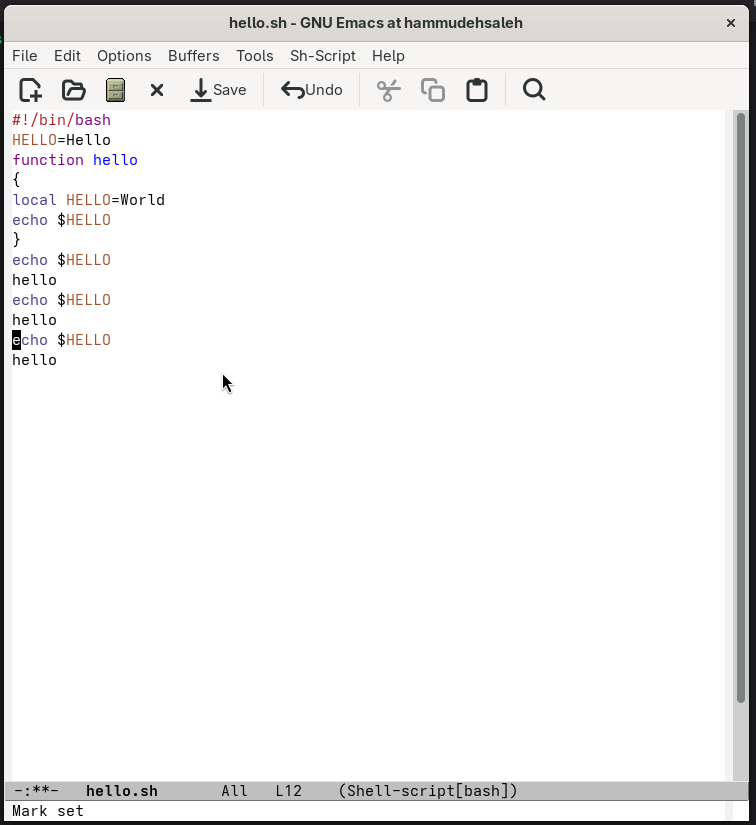 hello.sh - GNU Emacs at hammudehsaleh
File Edit Options Buffers Tools Sh-Script Help
Save Undo
#!/bin/bash
HELLO=Hello
function hello
{
local HELLO=World
echo $HELLO
}
echo $HELLO
hello
echo $HELLO
hello
echo $HELLO
hello
-:**- hello.sh All L12 (Shell-script[bash])
Mark set